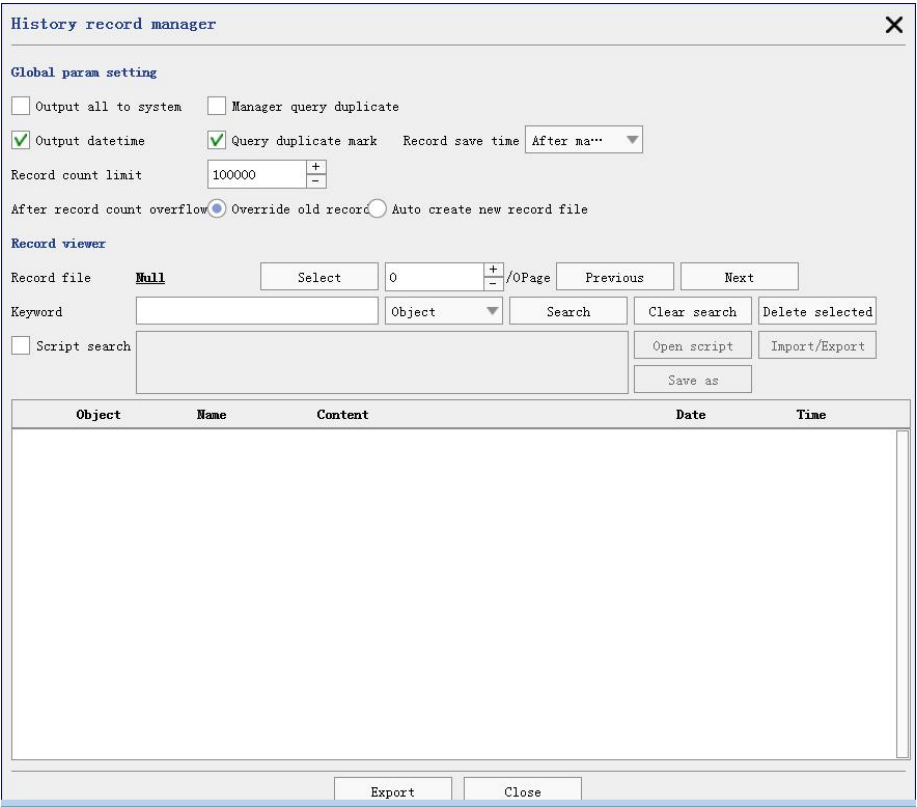 History record manager
Global param setting
Output all to system Manager query duplicate
Output datetime Query duplicate mark Record save time After ma…
Record count limit 100000 + −
After record count overflow Override old record Auto create new record file
Record viewer
Record file Null Select 0 + − /0Page Previous Next
Keyword Object Search Clear search Delete selected
Script search Open script Import/Export
Save as
Object Name Content Date Time
Export Close